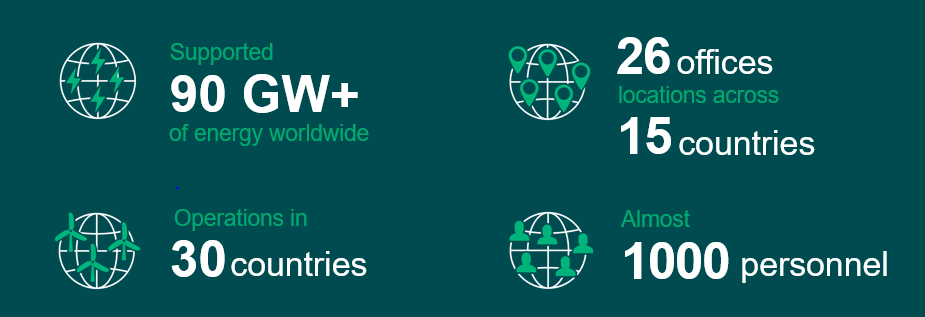 Supported
90 GW+
of energy worldwide
26 offices
locations across
15 countries
Operations in
30 countries
Almost
1000 personnel